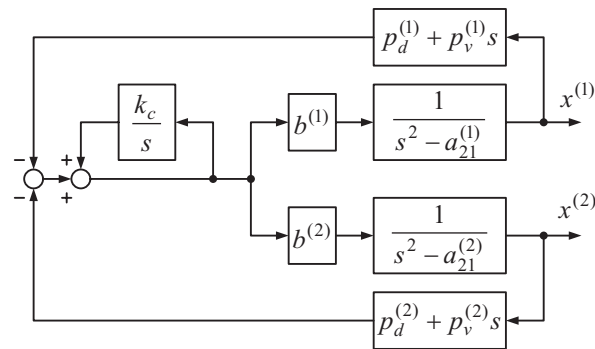 p_d^{(1)} + p_v^{(1)} s
x^{(1)}
k_c
s
b^{(1)}
1
s^2 − a_{21}^{(1)}
− + +
− +
x^{(2)}
b^{(2)}
1
s^2 − a_{21}^{(2)}
p_d^{(2)} + p_v^{(2)} s